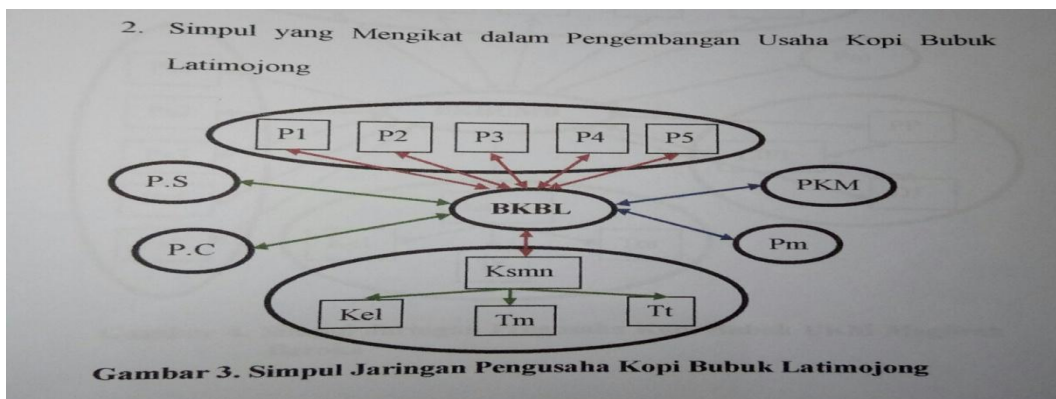 2. Simpul yang Mengikat dalam Pengembangan Usaha Kopi Bubuk
Latimojong
P1 P2 P3 P4 P5
P.S BKBL PKM
P.C Pm
Ksmn
Kel Tm Tt
Gambar 3. Simpul Jaringan Pengusaha Kopi Bubuk Latimojong